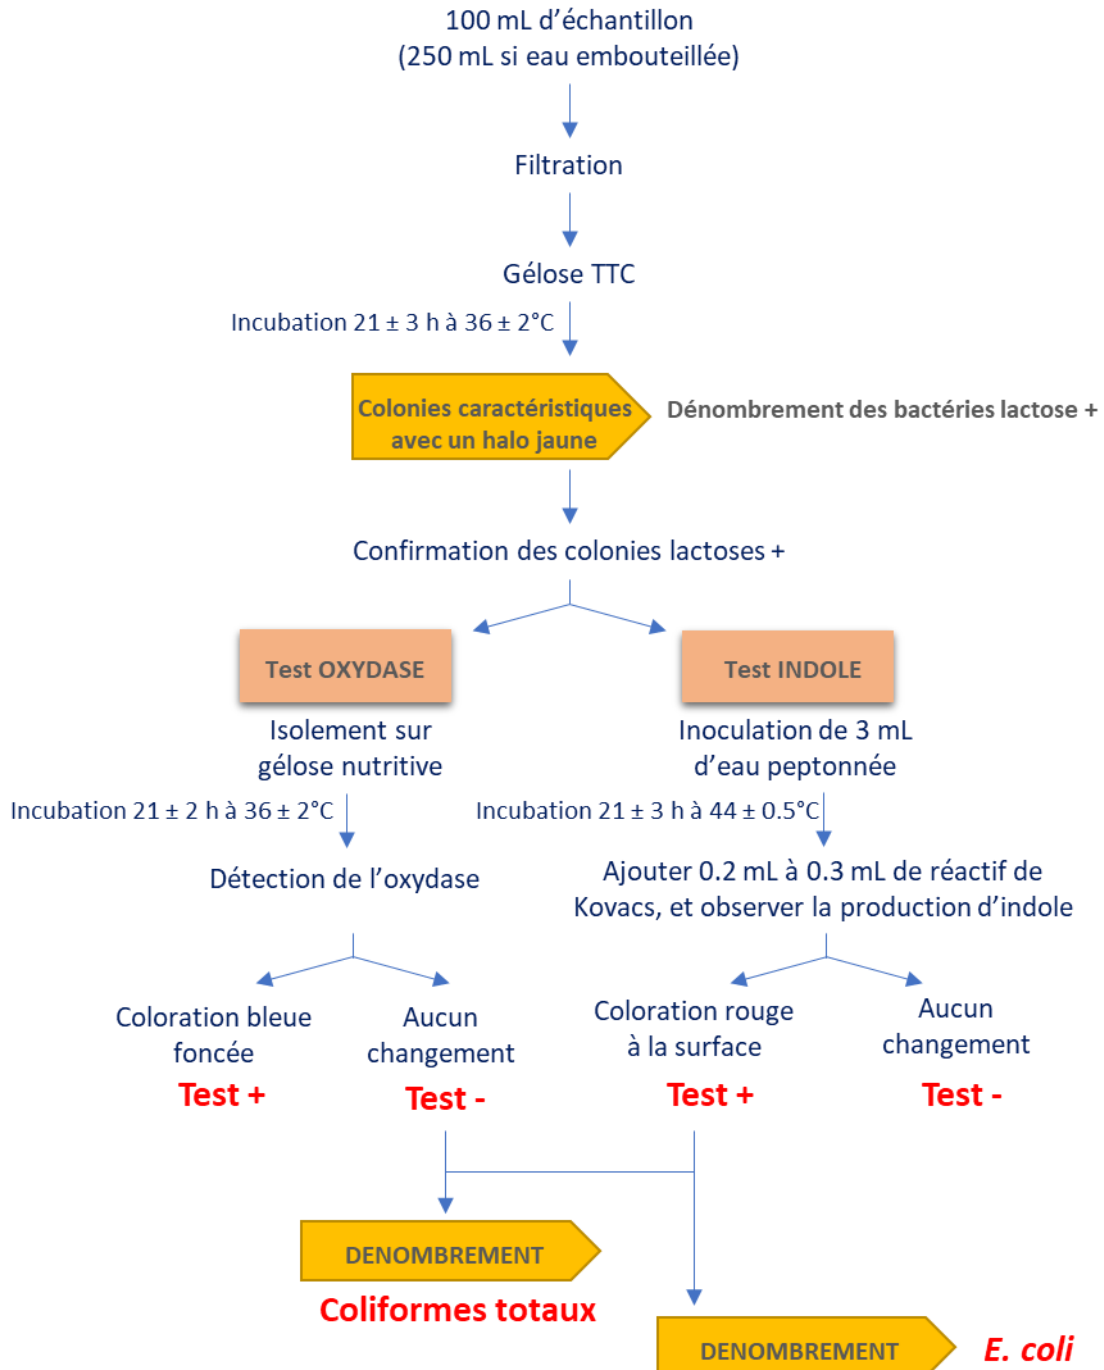 100 mL d'échantillon
(250 mL si eau embouteillée)
Filtration
Gélose TTC
Incubation 21 ± 3 h à 36 ± 2°C
Colonies caractéristiques
avec un halo jaune
Dénombrement des bactéries lactose +
Confirmation des colonies lactoses +
Test OXYDASE
Test INDOLE
Isolement sur
gélose nutritive
Inoculation de 3 mL
d'eau peptonnée
Incubation 21 ± 2 h à 36 ± 2°C
Incubation 21 ± 3 h à 44 ± 0.5°C
Détection de l'oxydase
Ajouter 0.2 mL à 0.3 mL de réactif de
Kovacs, et observer la production d'indole
Coloration bleue
foncée
Test +
Aucun
changement
Test -
Coloration rouge
à la surface
Test +
Aucun
changement
Test -
DENOMBREMENT
Coliformes totaux
DENOMBREMENT
E. coli